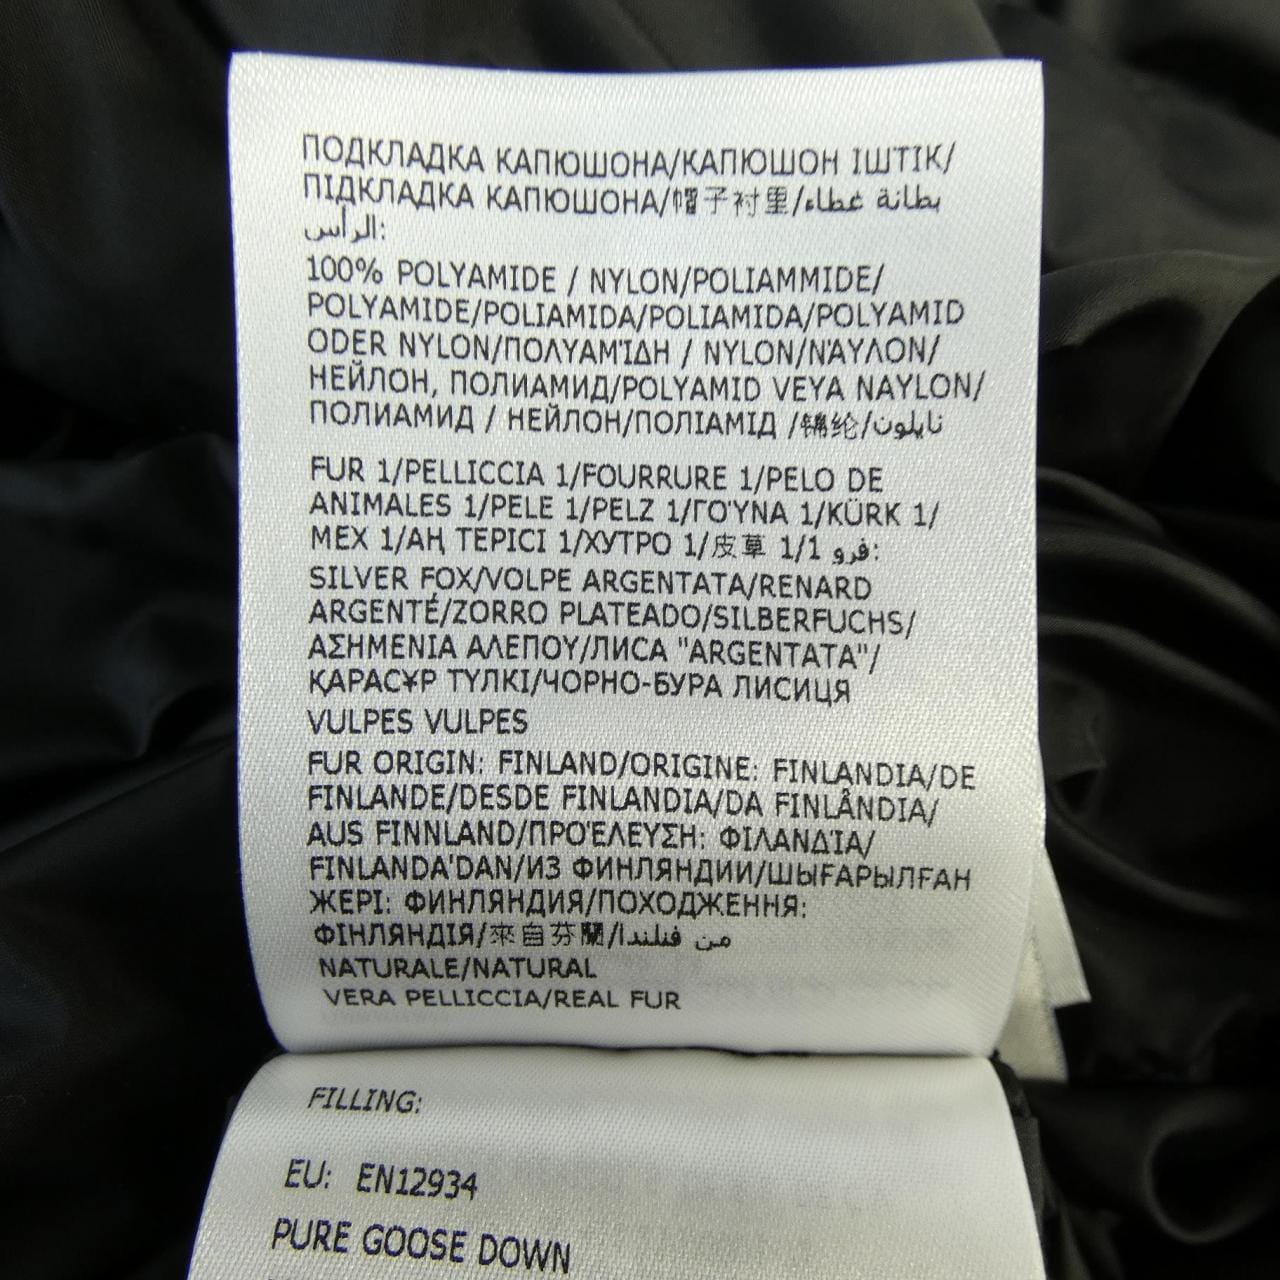 ПОДКЛАДКА КАПЮШОНА/КАПЮШОН ІШТІК/
ПІДКЛАДКА КАПЮШОНА/帽子衬里/بطانة غطاء
الرأس:
100% POLYAMIDE / NYLON/POLIAMMIDE/
POLYAMIDE/POLIAMIDA/POLIAMIDA/POLYAMID
ODER NYLON/ΠΟΛΥΑΜΊΔΗ / NYLON/ΝΆΥΛΟΝ/
НЕЙЛОН, ПОЛИАМИД/POLYAMID VEYA NAYLON/
ПОЛИАМИД / НЕЙЛОН/ПОЛІАМІД /锦纶/نايلون
FUR 1/PELLICCIA 1/FOURRURE 1/PELO DE
ANIMALES 1/PELE 1/PELZ 1/ΓΟΎΝΑ 1/KÜRK 1/
МЕХ 1/АҢ ТЕРІСІ 1/ХУТРО 1/皮草 1/1 فرو:
SILVER FOX/VOLPE ARGENTATA/RENARD
ARGENTÉ/ZORRO PLATEADO/SILBERFUCHS/
ΑΣΗΜΕΝΙΑ ΑΛΕΠΟΥ/ЛИСА "ARGENTATA"/
ҚАРАСҰР ТҮЛКІ/ЧОРНО-БУРА ЛИСИЦЯ
VULPES VULPES
FUR ORIGIN: FINLAND/ORIGINE: FINLANDIA/DE
FINLANDE/DESDE FINLANDIA/DA FINLÂNDIA/
AUS FINNLAND/ΠΡΟΈΛΕΥΣΗ: ΦΙΛΑΝΔΊΑ/
FINLANDA'DAN/ИЗ ФИНЛЯНДИИ/ШЫҒАРЫЛҒАН
ЖЕРІ: ФИНЛЯНДИЯ/ПОХОДЖЕННЯ:
ФІНЛЯНДІЯ/來自芬蘭/من فنلندا
NATURALE/NATURAL
VERA PELLICCIA/REAL FUR
FILLING:
EU: EN12934
PURE GOOSE DOWN